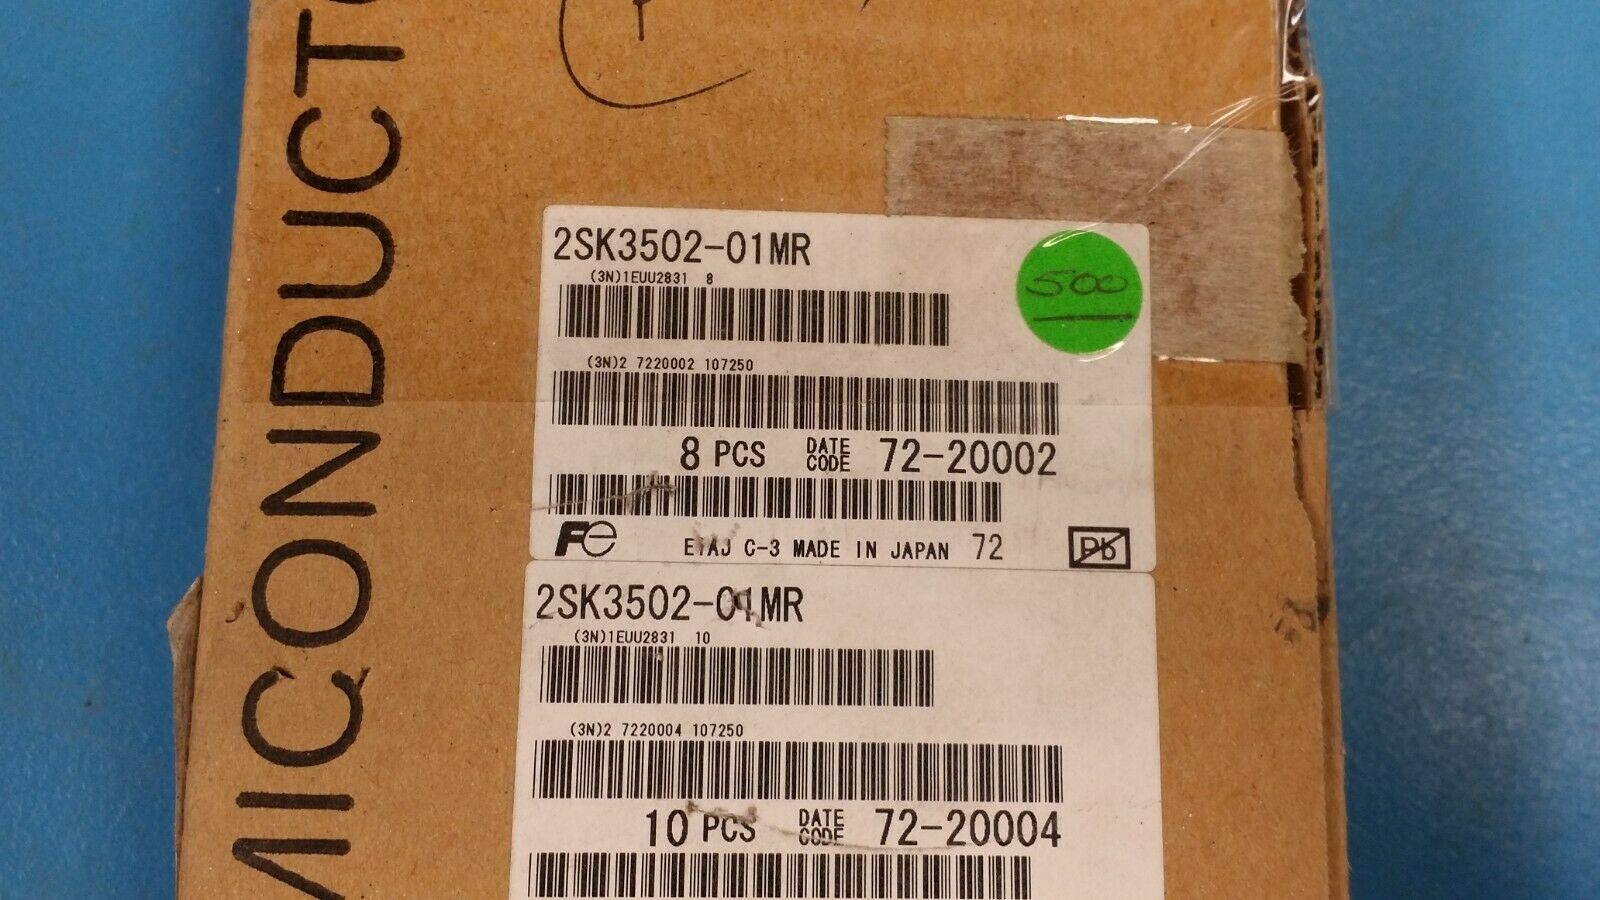 MICONDUCT
2SK3502-01MR
(3N)1EUU2831 8
500
(3N)2 7220002 107250
8 PCS DATE CODE 72-20002
Fe EIAJ C-3 MADE IN JAPAN 72 Pb
2SK3502-01MR
(3N)1EUU2831 10
(3N)2 7220004 107250
10 PCS DATE CODE 72-20004